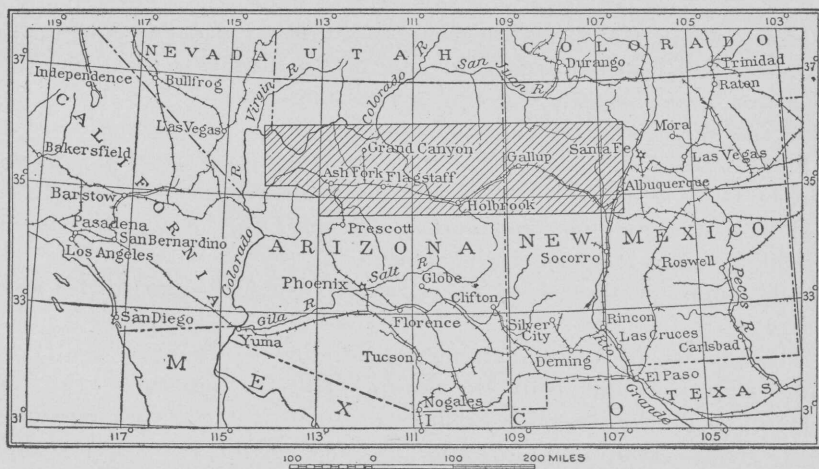 119° 117° 115° 113° 111° 109° 107° 105° 103°
NEVADA UTAH COLORADO
37° 37°
Independence Bullfrog Virgin R Colorado R San Juan R Durango Trinidad
Raton
CALIFORNIA
Las Vegas Mora
Bakersfield Grand Canyon Gallup Santa Fe Las Vegas
35° 35°
Ash Fork Flagstaff Albuquerque
Barstow Holbrook
Pasadena Prescott
San Bernardino
Los Angeles Colorado R ARIZONA NEW MEXICO
Socorro Roswell
Phoenix Salt R Globe Pecos R
33° 33°
San Diego Gila R Florence Clifton Rincon
Yuma Silver City Las Cruces
Carlsbad
Tucson Deming Rio Grande
El Paso
MEXICO TEXAS
31° Nogales 31°
117° 115° 113° 111° 109° 107° 105°
100 0 100 200 MILES